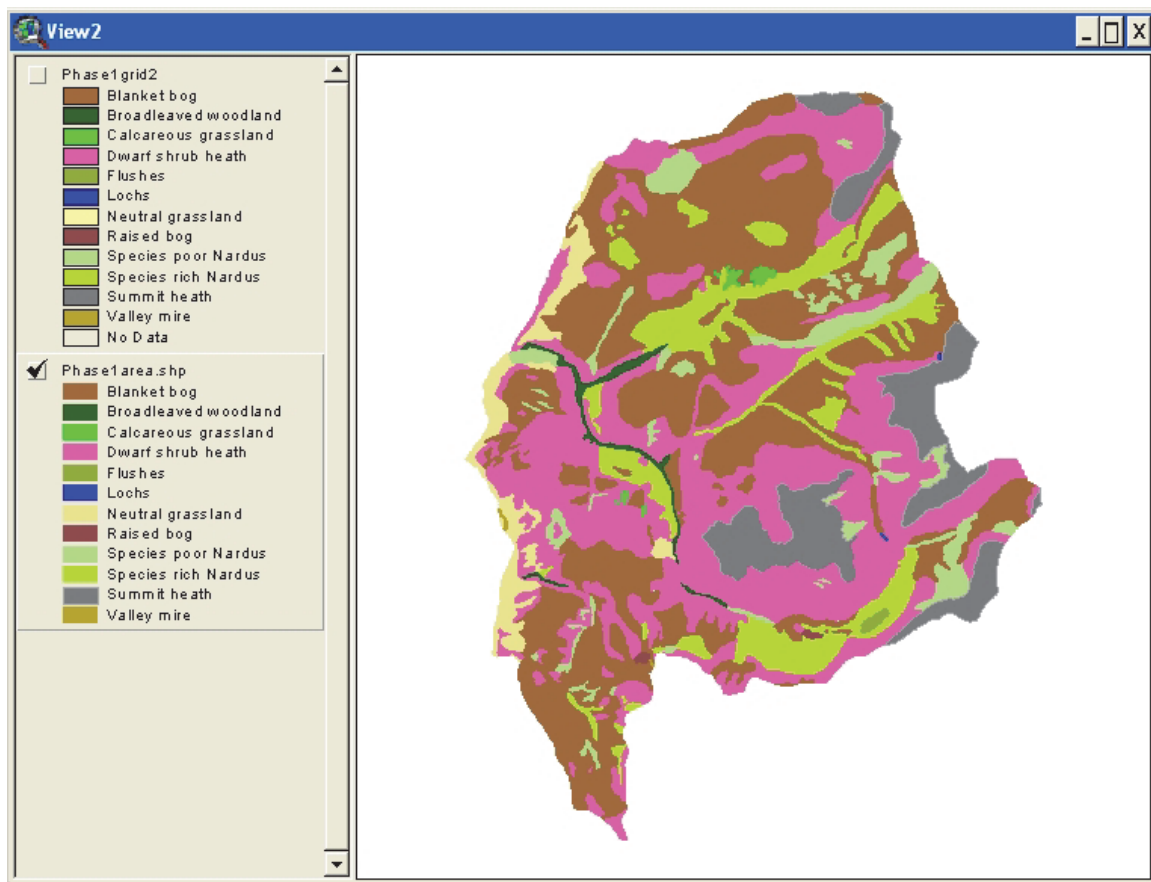 View2
Phase1grid2
Blanket bog
Broadleaved woodland
Calcareous grassland
Dwarf shrub heath
Flushes
Lochs
Neutral grassland
Raised bog
Species poor Nardus
Species rich Nardus
Summit heath
Valley mire
No Data
Phase1area.shp
Blanket bog
Broadleaved woodland
Calcareous grassland
Dwarf shrub heath
Flushes
Lochs
Neutral grassland
Raised bog
Species poor Nardus
Species rich Nardus
Summit heath
Valley mire